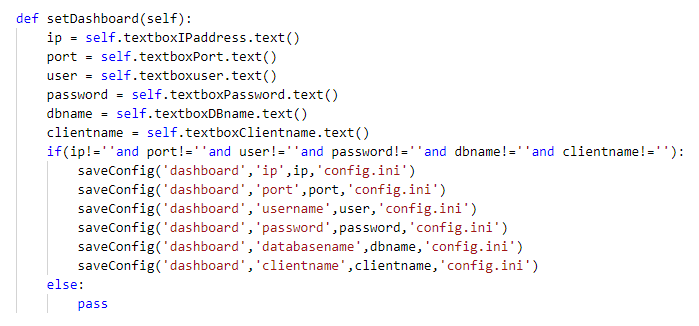 def setDashboard(self):
    ip = self.textboxIPaddress.text()
    port = self.textboxPort.text()
    user = self.textboxuser.text()
    password = self.textboxPassword.text()
    dbname = self.textboxDBname.text()
    clientname = self.textboxClientname.text()
    if(ip!=''and port!=''and user!=''and password!=''and dbname!=''and clientname!=''):
        saveConfig('dashboard','ip',ip,'config.ini')
        saveConfig('dashboard','port',port,'config.ini')
        saveConfig('dashboard','username',user,'config.ini')
        saveConfig('dashboard','password',password,'config.ini')
        saveConfig('dashboard','databasename',dbname,'config.ini')
        saveConfig('dashboard','clientname',clientname,'config.ini')
    else:
        pass